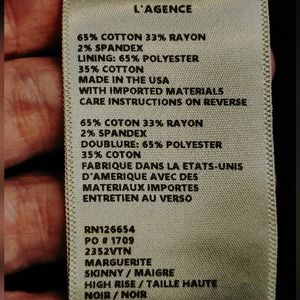 L'AGENCE
65% COTTON 33% RAYON
2% SPANDEX
LINING: 65% POLYESTER
35% COTTON
MADE IN THE USA
WITH IMPORTED MATERIALS
CARE INSTRUCTIONS ON REVERSE
65% COTON 33% RAYON
2% SPANDEX
DOUBLURE: 65% POLYESTER
35% COTON
FABRIQUE DANS LA ETATS-UNIS
D'AMERIQUE AVEC DES
MATERIAUX IMPORTES
ENTRETIEN AU VERSO
RN126654
PO # 1709
2352VTN
MARGUERITE
SKINNY / MAIGRE
HIGH RISE / TAILLE HAUTE
NOIR / NOIR